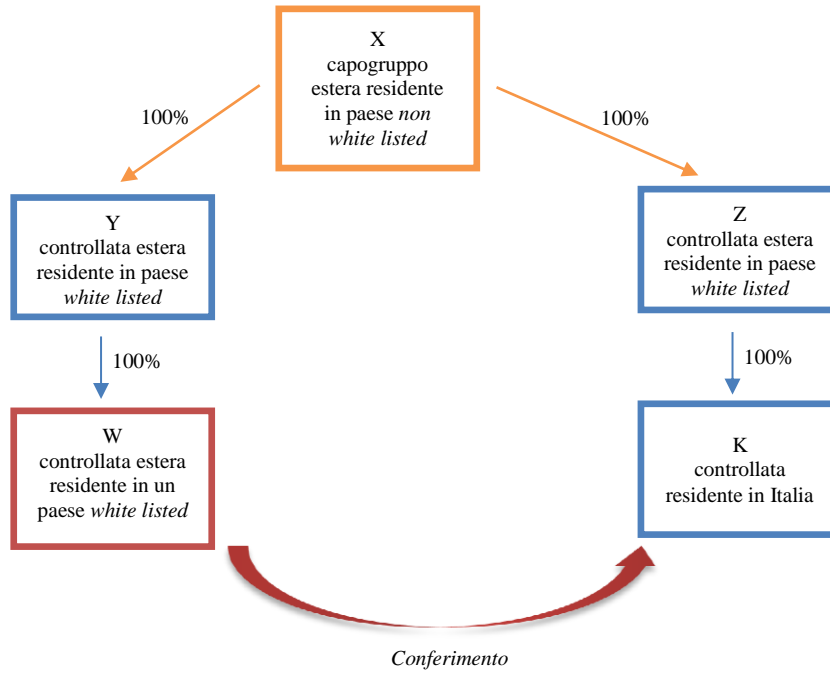 X
capogruppo
estera residente
in paese non
white listed
100%
100%
Y
controllata estera
residente in paese
white listed
Z
controllata estera
residente in paese
white listed
100%
100%
W
controllata estera
residente in un
paese white listed
K
controllata
residente in Italia
Conferimento